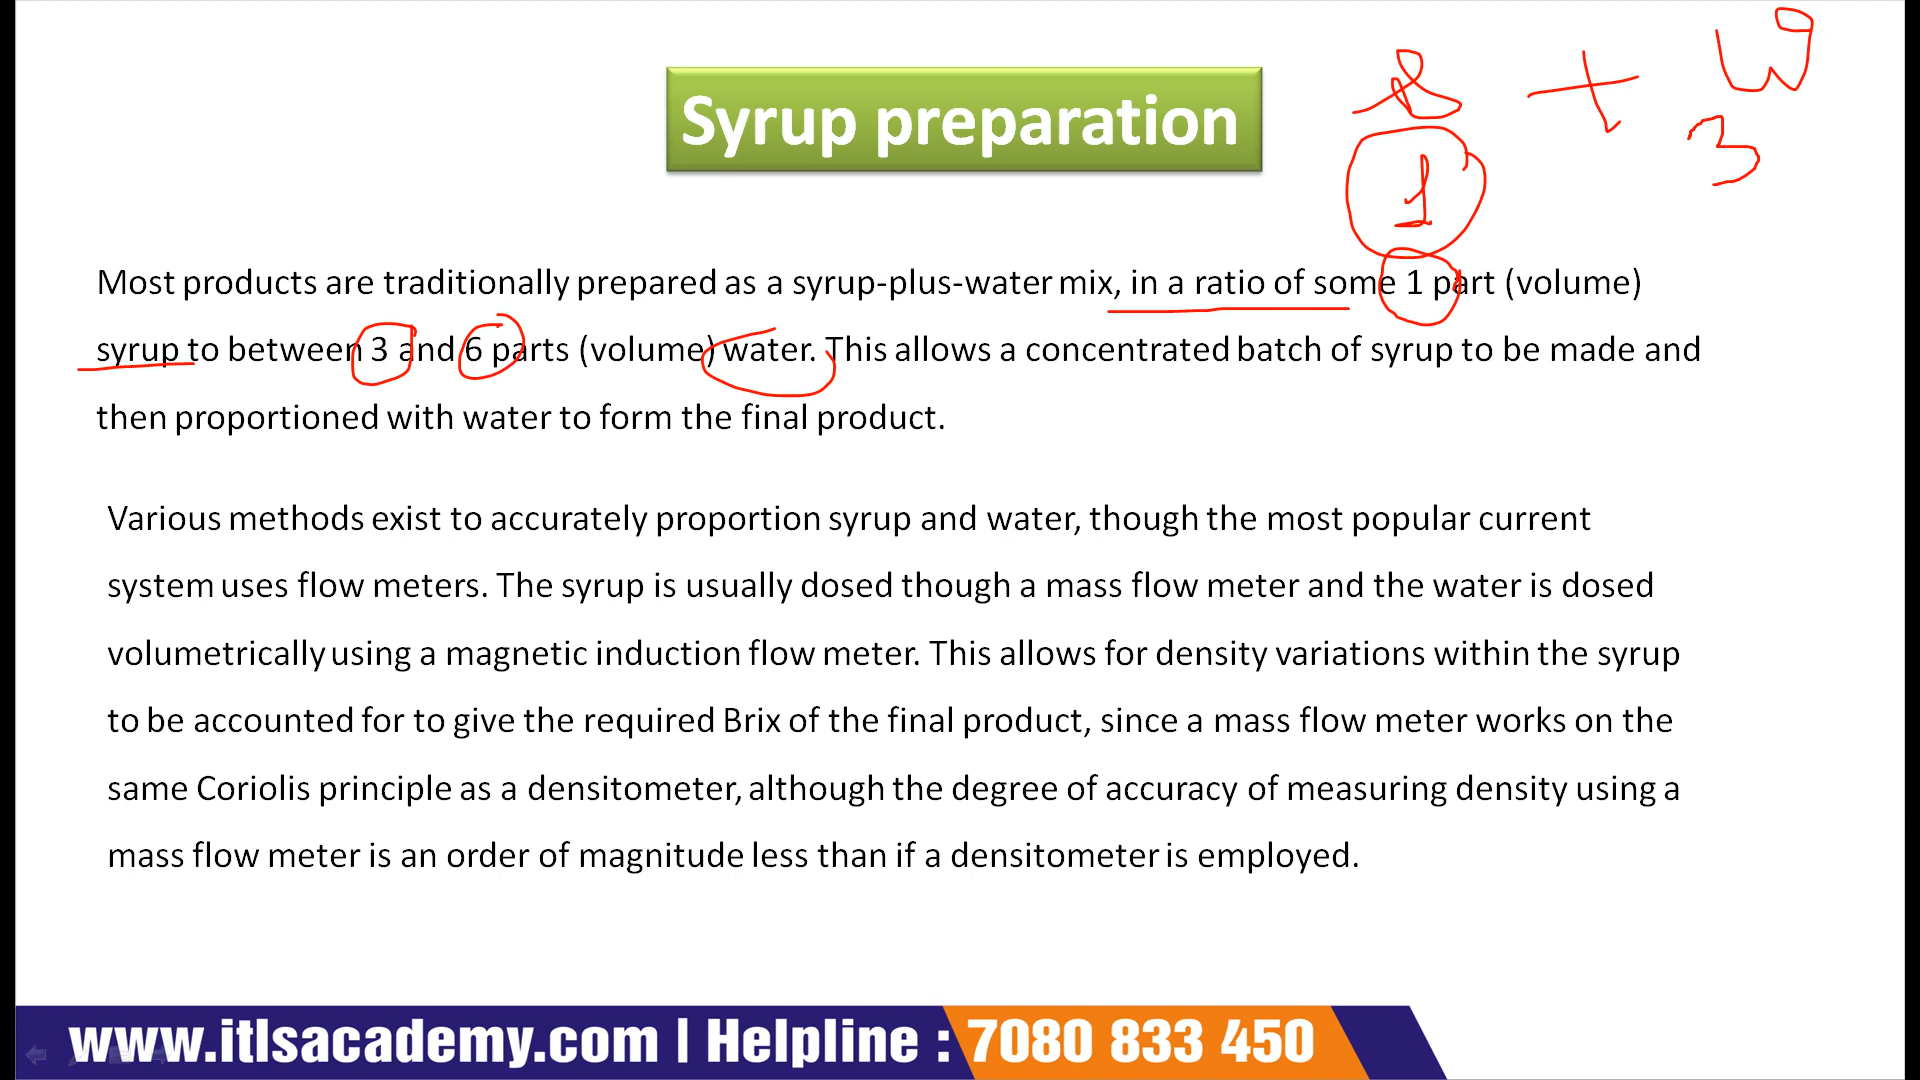 S + W
1 3
Syrup preparation
Most products are traditionally prepared as a syrup-plus-water mix, in a ratio of some 1 part (volume)
syrup to between 3 and 6 parts (volume) water. This allows a concentrated batch of syrup to be made and
then proportioned with water to form the final product.
Various methods exist to accurately proportion syrup and water, though the most popular current
system uses flow meters. The syrup is usually dosed though a mass flow meter and the water is dosed
volumetrically using a magnetic induction flow meter. This allows for density variations within the syrup
to be accounted for to give the required Brix of the final product, since a mass flow meter works on the
same Coriolis principle as a densitometer, although the degree of accuracy of measuring density using a
mass flow meter is an order of magnitude less than if a densitometer is employed.
www.itlsacademy.com | Helpline : 7080 833 450